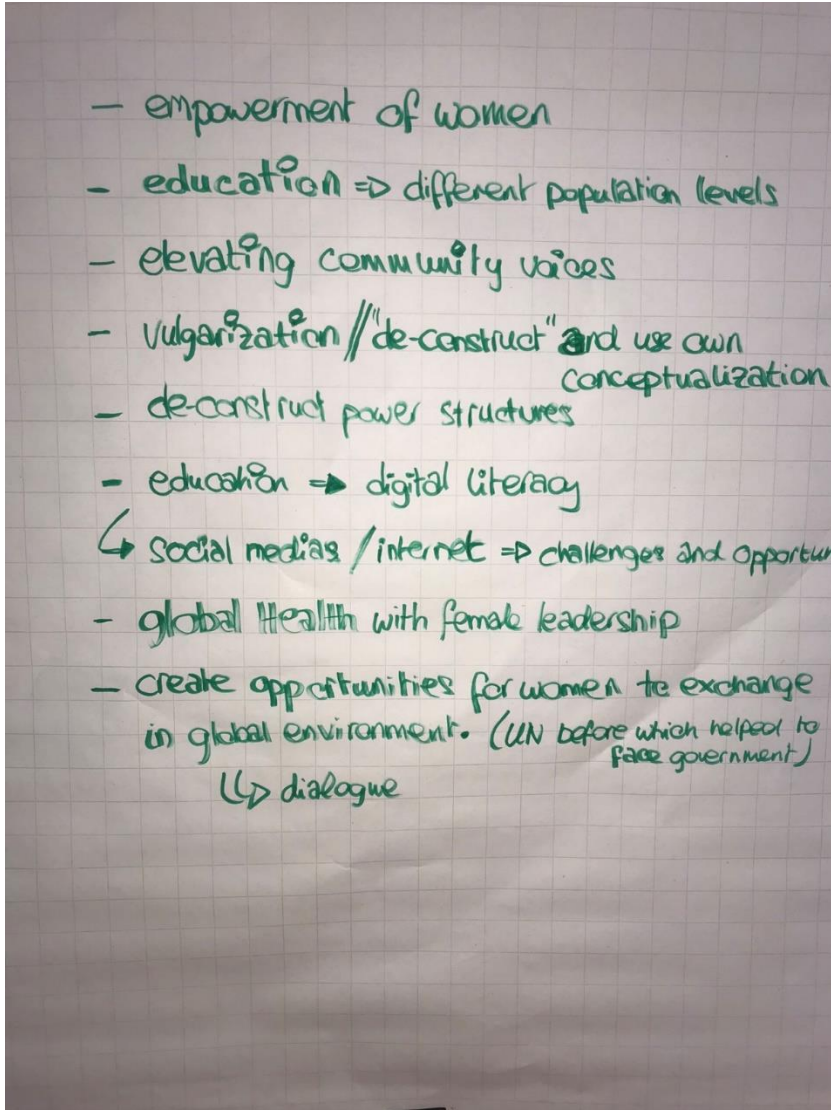 - empowerment of women
- education => different population levels
- elevating community voices
- vulgarization // "de-construct" and use own
conceptualization
- de-construct power structures
- education → digital literacy
↳ social medias / internet => challenges and opportun
- global Health with female leadership
- create opportunities for women to exchange
in global environment. (UN before which helped to
face government)
↳ dialogue